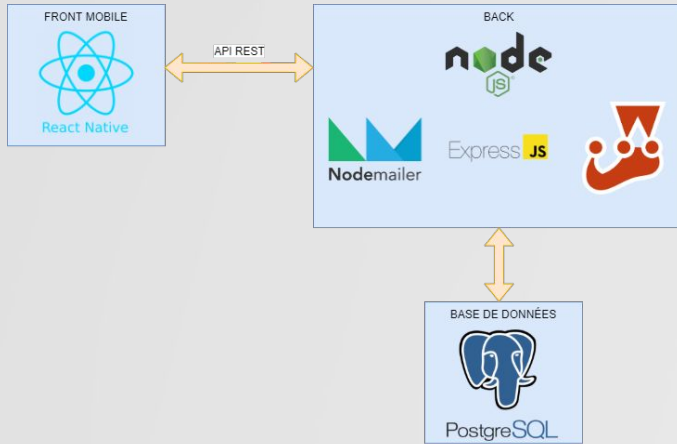 FRONT MOBILE
React Native
API REST
BACK
node
JS
Nodemailer
Express JS
BASE DE DONNÉES
PostgreSQL